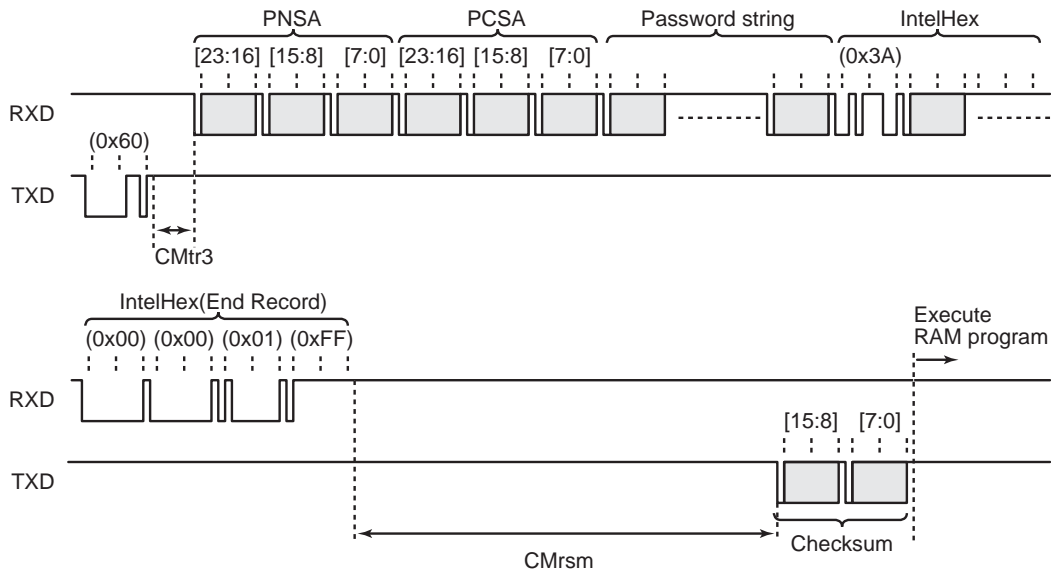 PNSA PCSA Password string IntelHex
[23:16] [15:8] [7:0] [23:16] [15:8] [7:0] (0x3A)
RXD
(0x60)
TXD
CMtr3
IntelHex(End Record)
(0x00) (0x00) (0x01) (0xFF)
Execute
RAM program
RXD
[15:8] [7:0]
TXD
Checksum
CMrsm